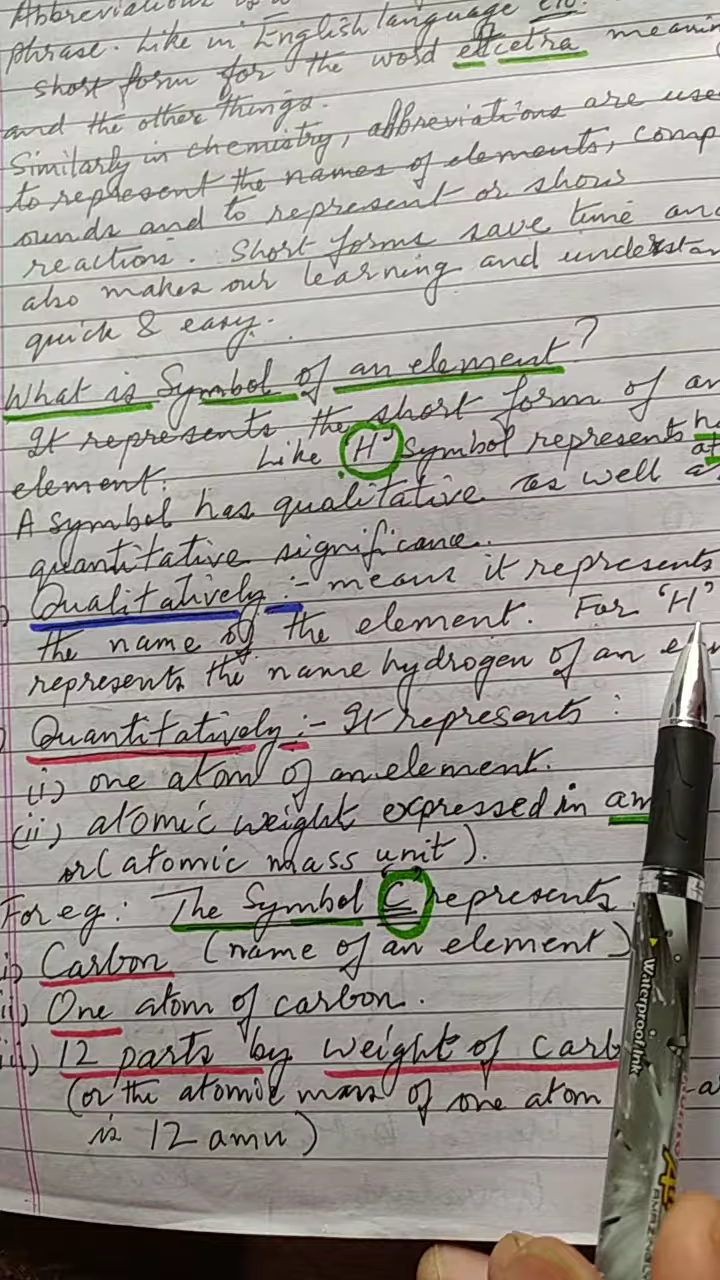 Abbreviation is a
phrase. Like in English language etc.
short form for the word etcetra meanin
and the other things.
Similarly in chemistry, abbreviations are use
to represent the names of elements, comp
ounds and to represent or show
reactions. Short forms save time and
also makes our learning and understan
quick & easy.
What is Symbol of an element?
It represents the short form of an
element. Like 'H' Symbol represents
A symbol has qualitative as well as
quantitative significance.
Qualitatively :- means it represents
the name of the element. For 'H'
represents the name hydrogen of an
Quantitatively :- It represents :
(i) one atom of an element.
(ii) atomic weight expressed in am
or (atomic mass unit).
For eg: The Symbol C represents
i) Carbon (name of an element)
ii) One atom of carbon.
iii) 12 parts by weight of carb
(or the atomic mass of one atom
is 12 amu)
Waterproof Ink